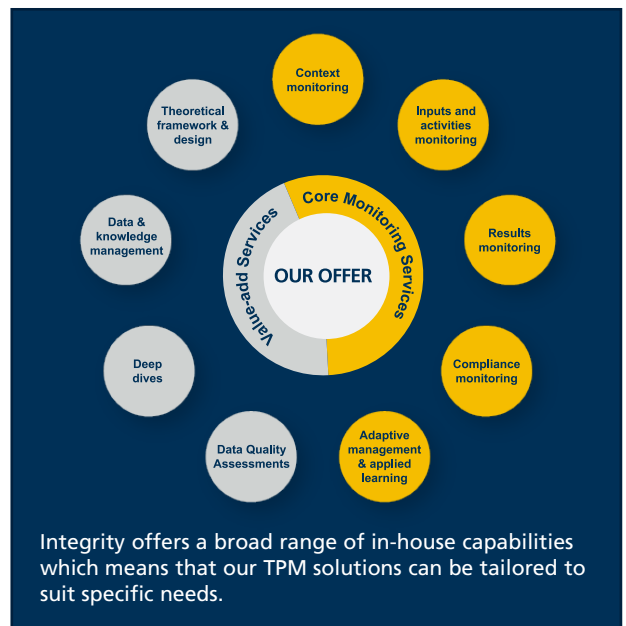 Context
monitoring
Inputs and
activities
monitoring
Results
monitoring
Compliance
monitoring
Adaptive
management
& applied
learning
Data Quality
Assessments
Deep
dives
Data &
knowledge
management
Theoretical
framework &
design
Core Monitoring Services
Value-add Services
OUR OFFER
Integrity offers a broad range of in-house capabilities
which means that our TPM solutions can be tailored to
suit specific needs.